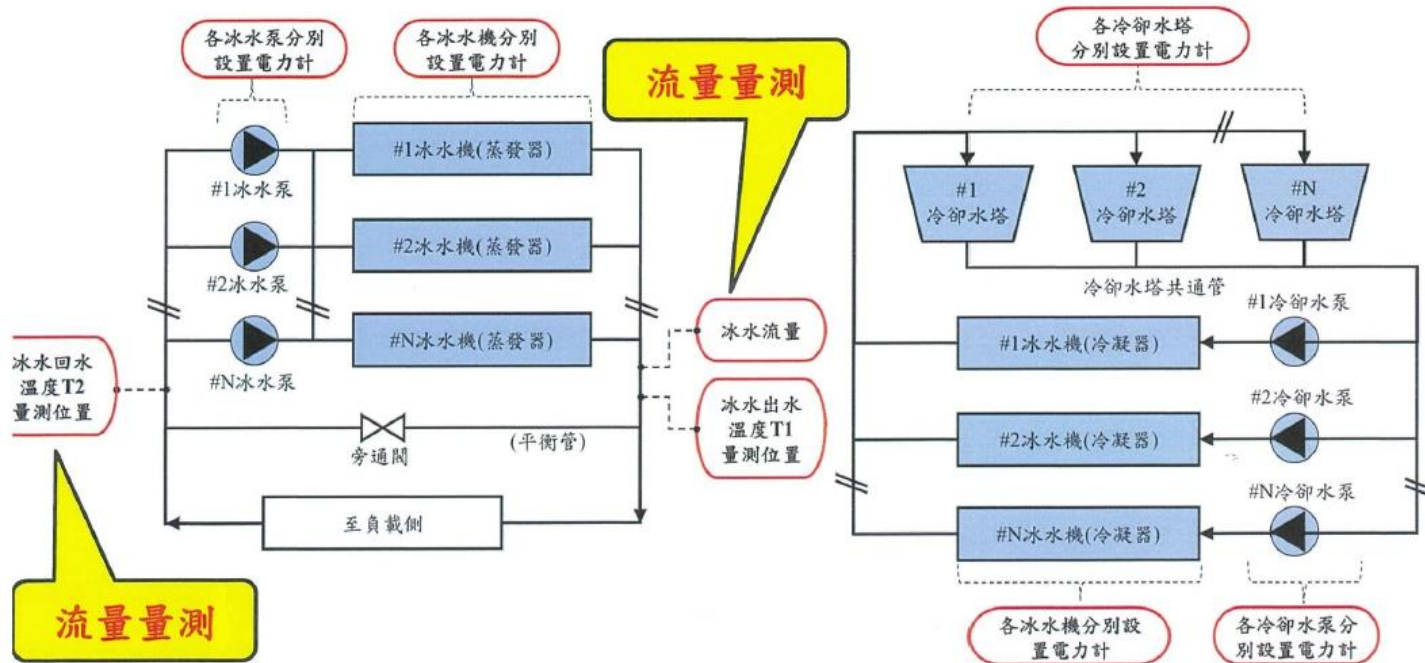 各冰水泵分別
設置電力計
各冰水機分別
設置電力計
流量量測
各冷卻水塔
分別設置電力計
#1冰水機(蒸發器)
#1冰水泵
#2冰水機(蒸發器)
#2冰水泵
#N冰水機(蒸發器)
#N冰水泵
冰水回水
溫度T2
量測位置
冰水流量
冰水出水
溫度T1
量測位置
旁通閥
(平衡管)
至負載側
流量量測
#1
冷卻水塔
#2
冷卻水塔
#N
冷卻水塔
冷卻水塔共通管
#1冷卻水泵
#1冰水機(冷凝器)
#2冷卻水泵
#2冰水機(冷凝器)
#N冷卻水泵
#N冰水機(冷凝器)
各冰水機分別設
置電力計
各冷卻水泵分
別設置電力計